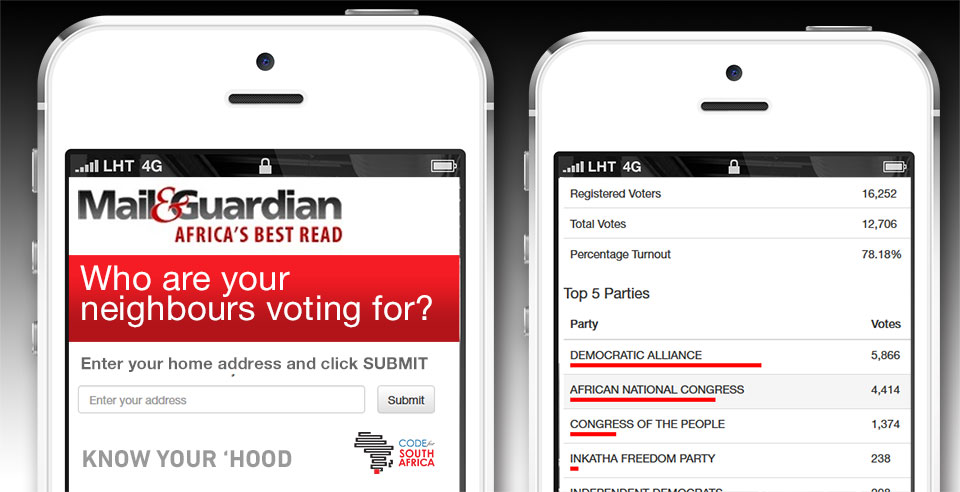 LHT 4G
Mail&Guardian
AFRICA'S BEST READ
Who are your
neighbours voting for?
Enter your home address and click SUBMIT
Enter your address
Submit
KNOW YOUR ‘HOOD
CODE for
SOUTH
AFRICA
LHT 4G
Registered Voters 16,252
Total Votes 12,706
Percentage Turnout 78.18%
Top 5 Parties
Party Votes
DEMOCRATIC ALLIANCE 5,866
AFRICAN NATIONAL CONGRESS 4,414
CONGRESS OF THE PEOPLE 1,374
INKATHA FREEDOM PARTY 238
INDEPENDENT DEMOCRATS